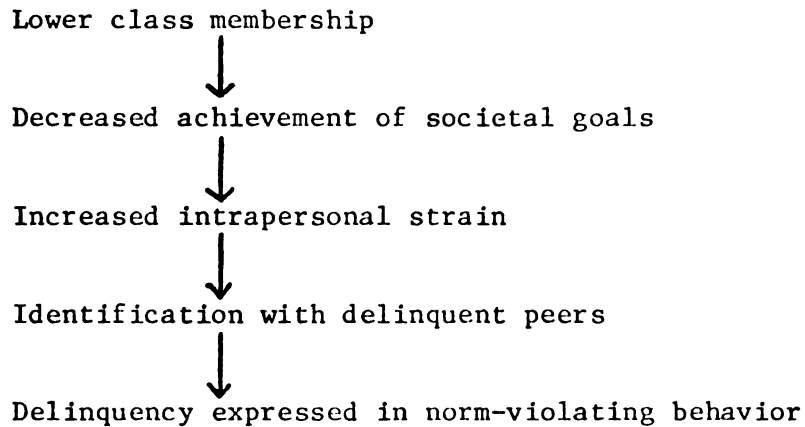 Lower class membership
Decreased achievement of societal goals
Increased intrapersonal strain
Identification with delinquent peers
Delinquency expressed in norm-violating behavior